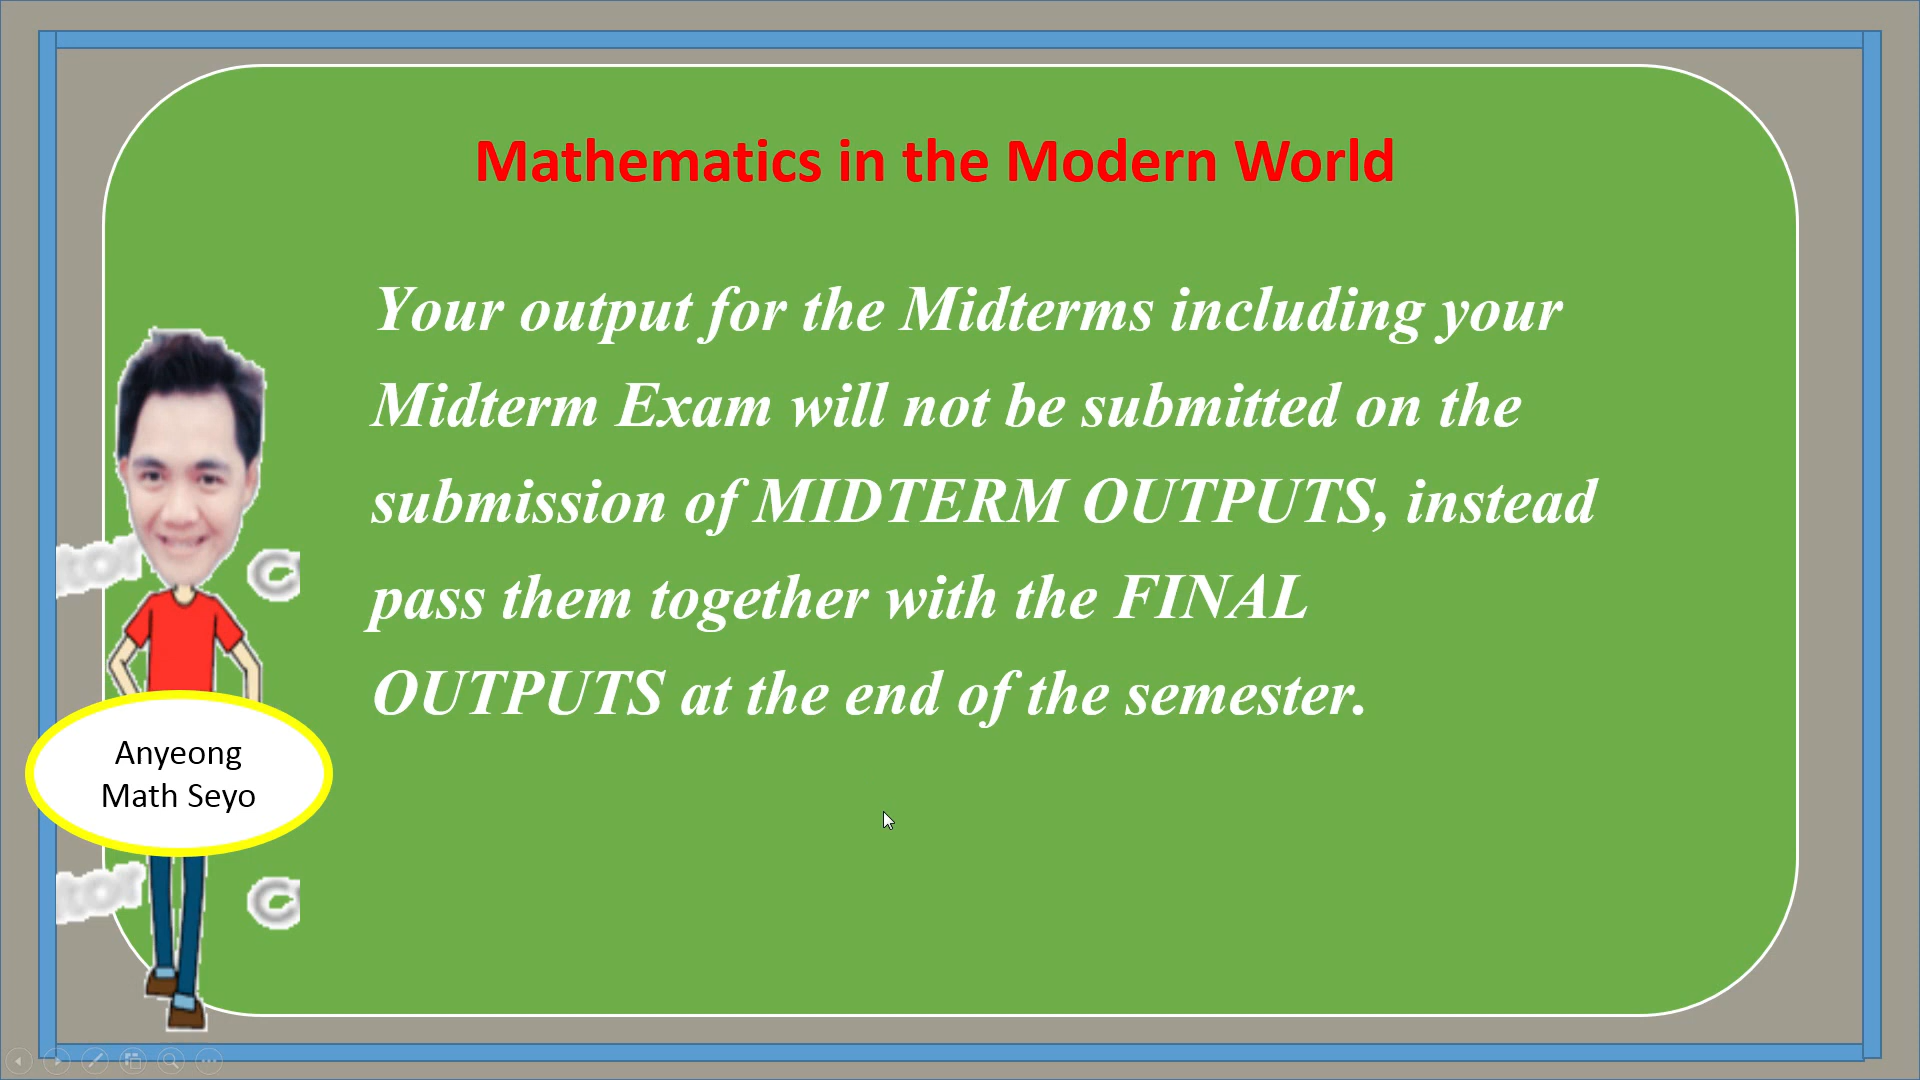 Mathematics in the Modern World
Your output for the Midterms including your
Midterm Exam will not be submitted on the
submission of MIDTERM OUTPUTS, instead
pass them together with the FINAL
OUTPUTS at the end of the semester.
Anyeong
Math Seyo